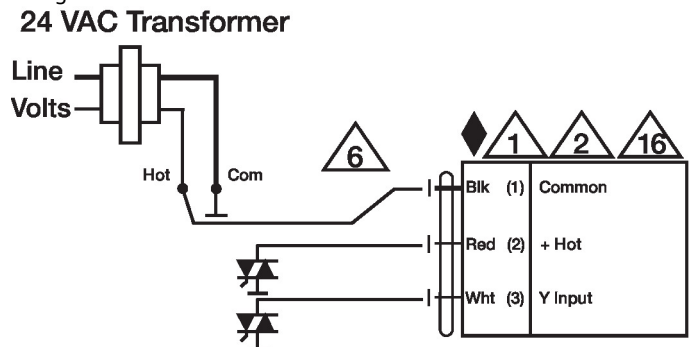 24 VAC Transformer
Line
Volts
Hot
Com
6
1
2
16
Blk (1) Common
Red (2) + Hot
Wht (3) Y Input